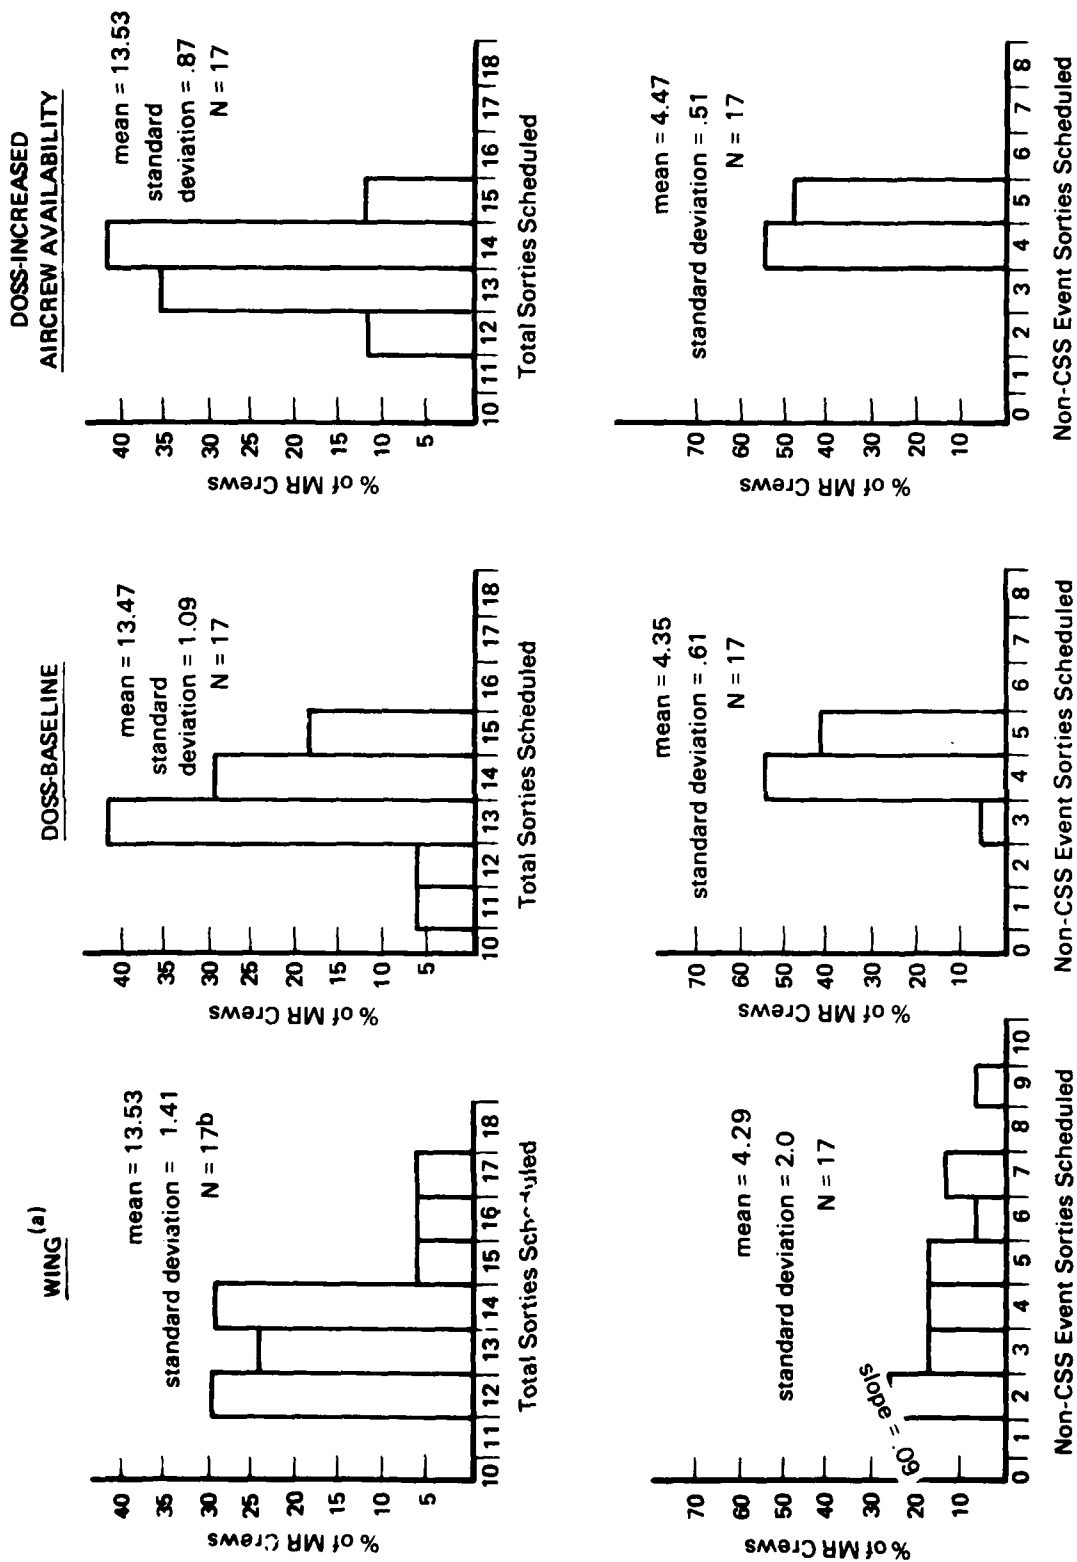 WING(a)
mean = 13.53
standard deviation = 1.41
N = 17b
% of MR Crews
40
35
30
25
20
15
10
5
10 11 12 13 14 15 16 17 18
Total Sorties Scheduled
DOSS-BASELINE
mean = 13.47
standard
deviation = 1.09
N = 17
% of MR Crews
40
35
30
25
20
15
10
5
10 11 12 13 14 15 16 17 18
Total Sorties Scheduled
DOSS-INCREASED
AIRCREW AVAILABILITY
mean = 13.53
standard
deviation = .87
N = 17
% of MR Crews
40
35
30
25
20
15
10
5
10 11 12 13 14 15 16 17 18
Total Sorties Scheduled
mean = 4.29
standard deviation = 2.0
N = 17
% of MR Crews
70
60
50
40
30
20
10
slope = .09
0 1 2 3 4 5 6 7 8 9 10
Non-CSS Event Sorties Scheduled
mean = 4.35
standard deviation = .61
N = 17
% of MR Crews
70
60
50
40
30
20
10
0 1 2 3 4 5 6 7 8
Non-CSS Event Sorties Scheduled
mean = 4.47
standard deviation = .51
N = 17
% of MR Crews
70
60
50
40
30
20
10
0 1 2 3 4 5 6 7 8
Non-CSS Event Sorties Scheduled